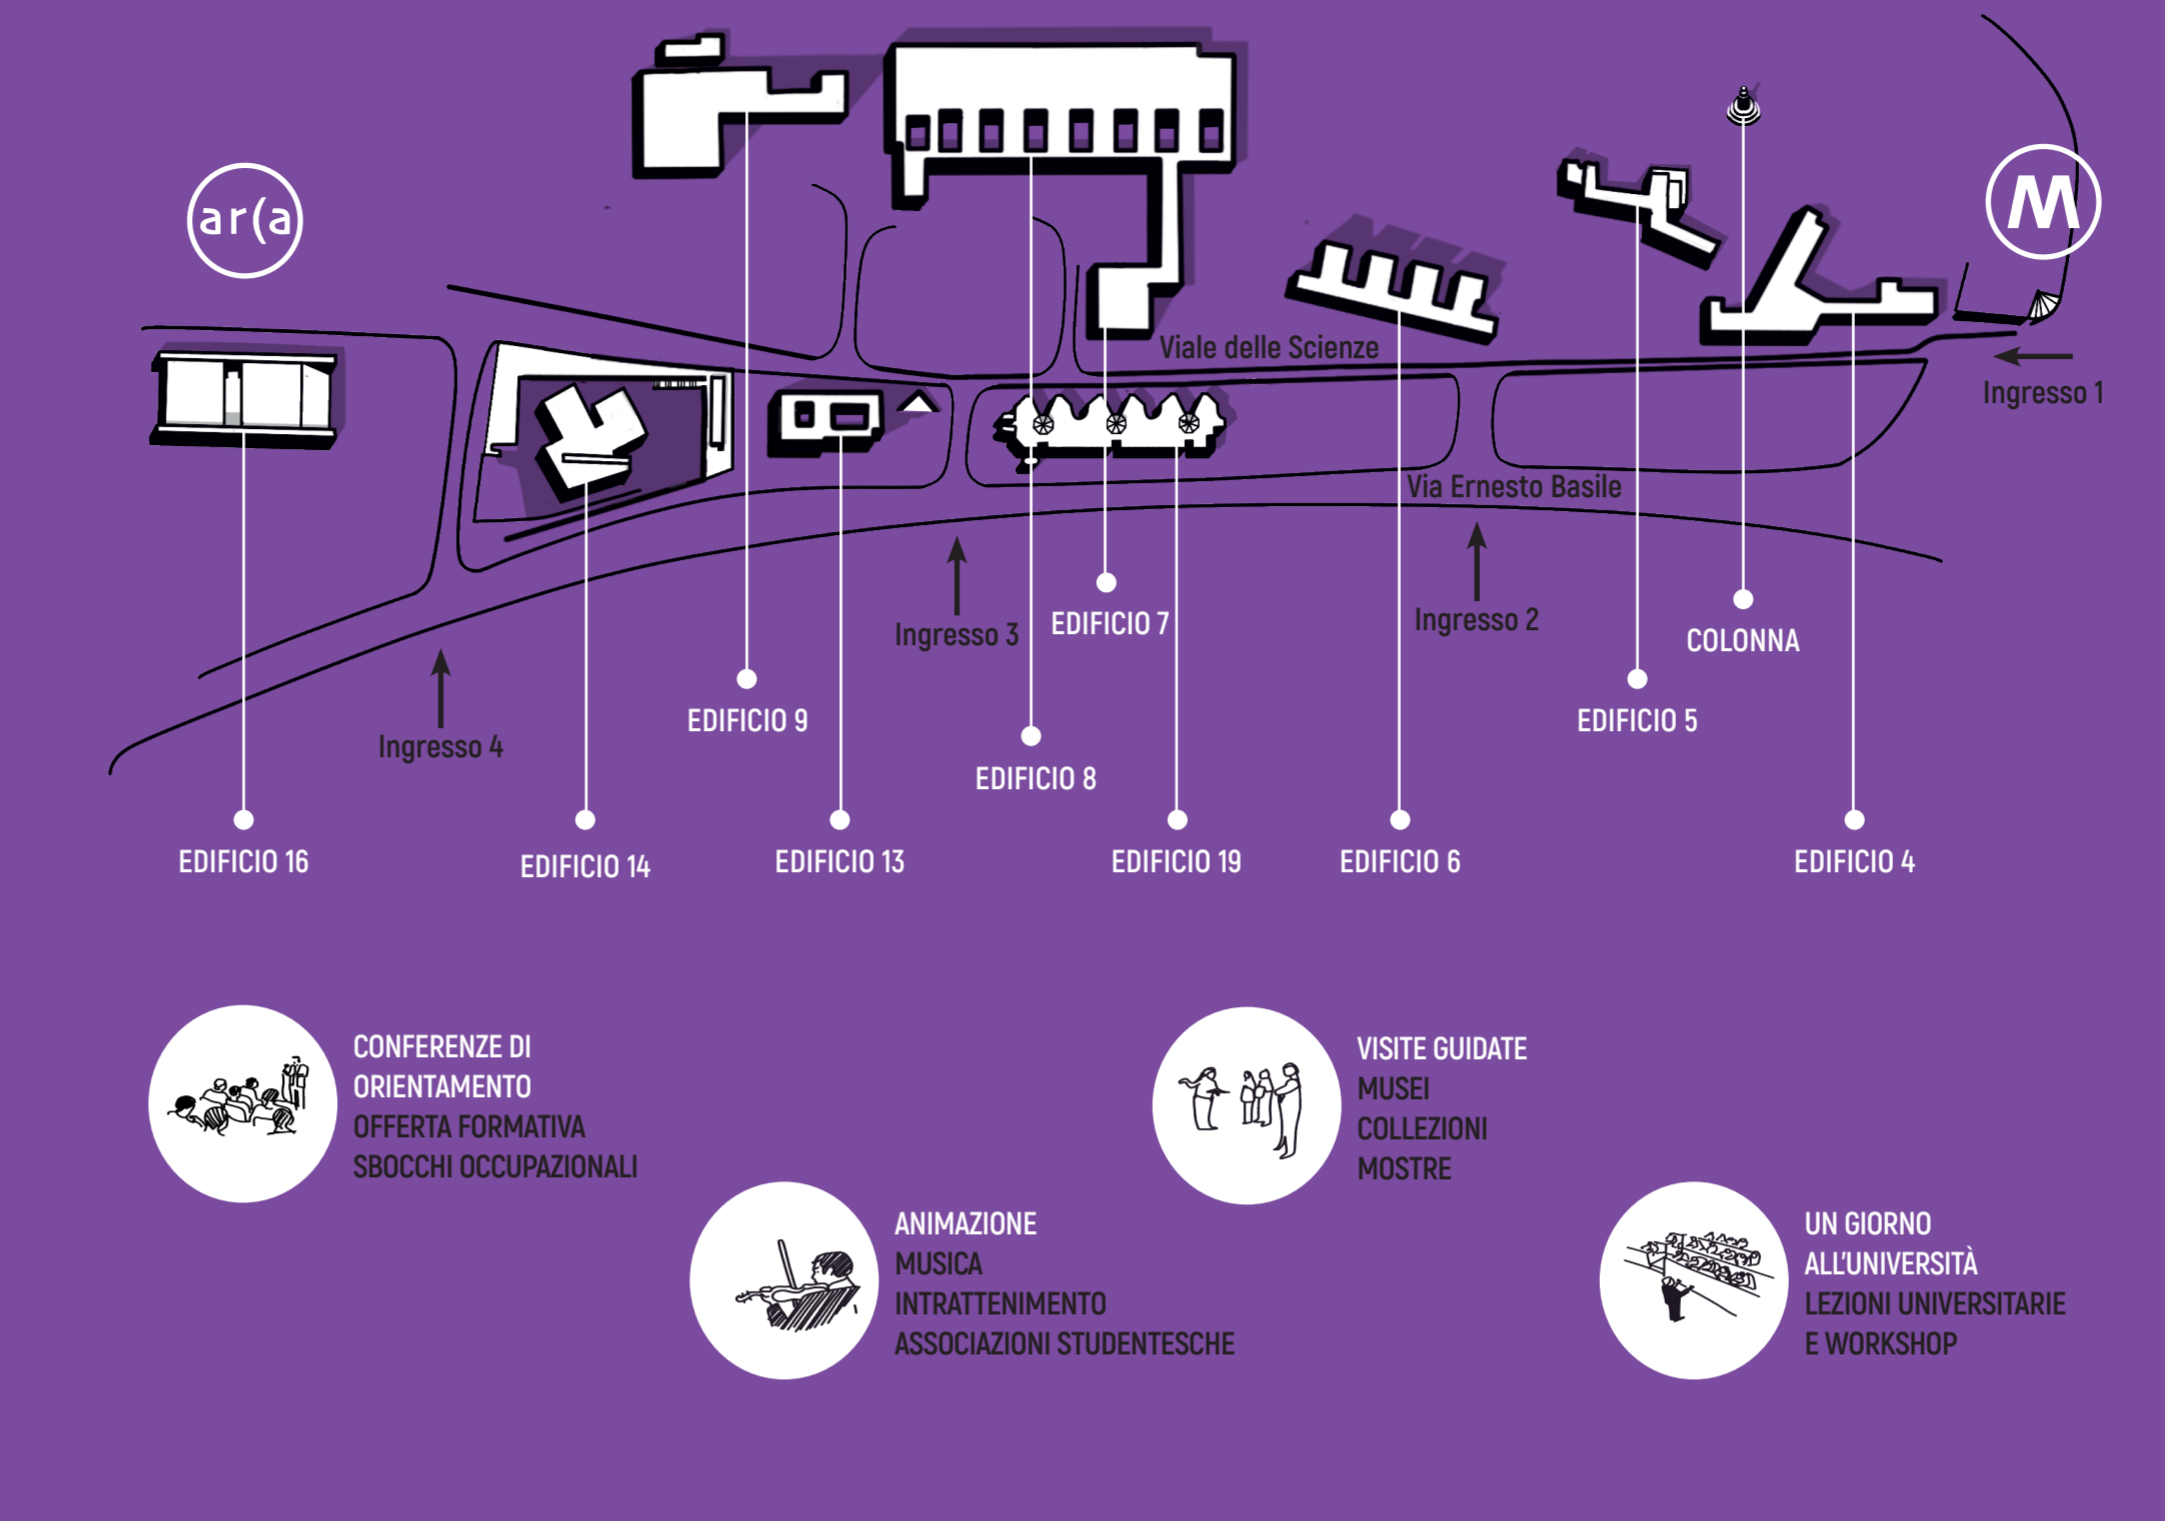 ar(a
M
Viale delle Scienze
Ingresso 1
Via Ernesto Basile
Ingresso 3
EDIFICIO 7
Ingresso 2
COLONNA
EDIFICIO 9
EDIFICIO 5
Ingresso 4
EDIFICIO 8
EDIFICIO 16
EDIFICIO 14
EDIFICIO 13
EDIFICIO 19
EDIFICIO 6
EDIFICIO 4
CONFERENZE DI
ORIENTAMENTO
OFFERTA FORMATIVA
SBOCCHI OCCUPAZIONALI
ANIMAZIONE
MUSICA
INTRATTENIMENTO
ASSOCIAZIONI STUDENTESCHE
VISITE GUIDATE
MUSEI
COLLEZIONI
MOSTRE
UN GIORNO
ALL'UNIVERSITÀ
LEZIONI UNIVERSITARIE
E WORKSHOP